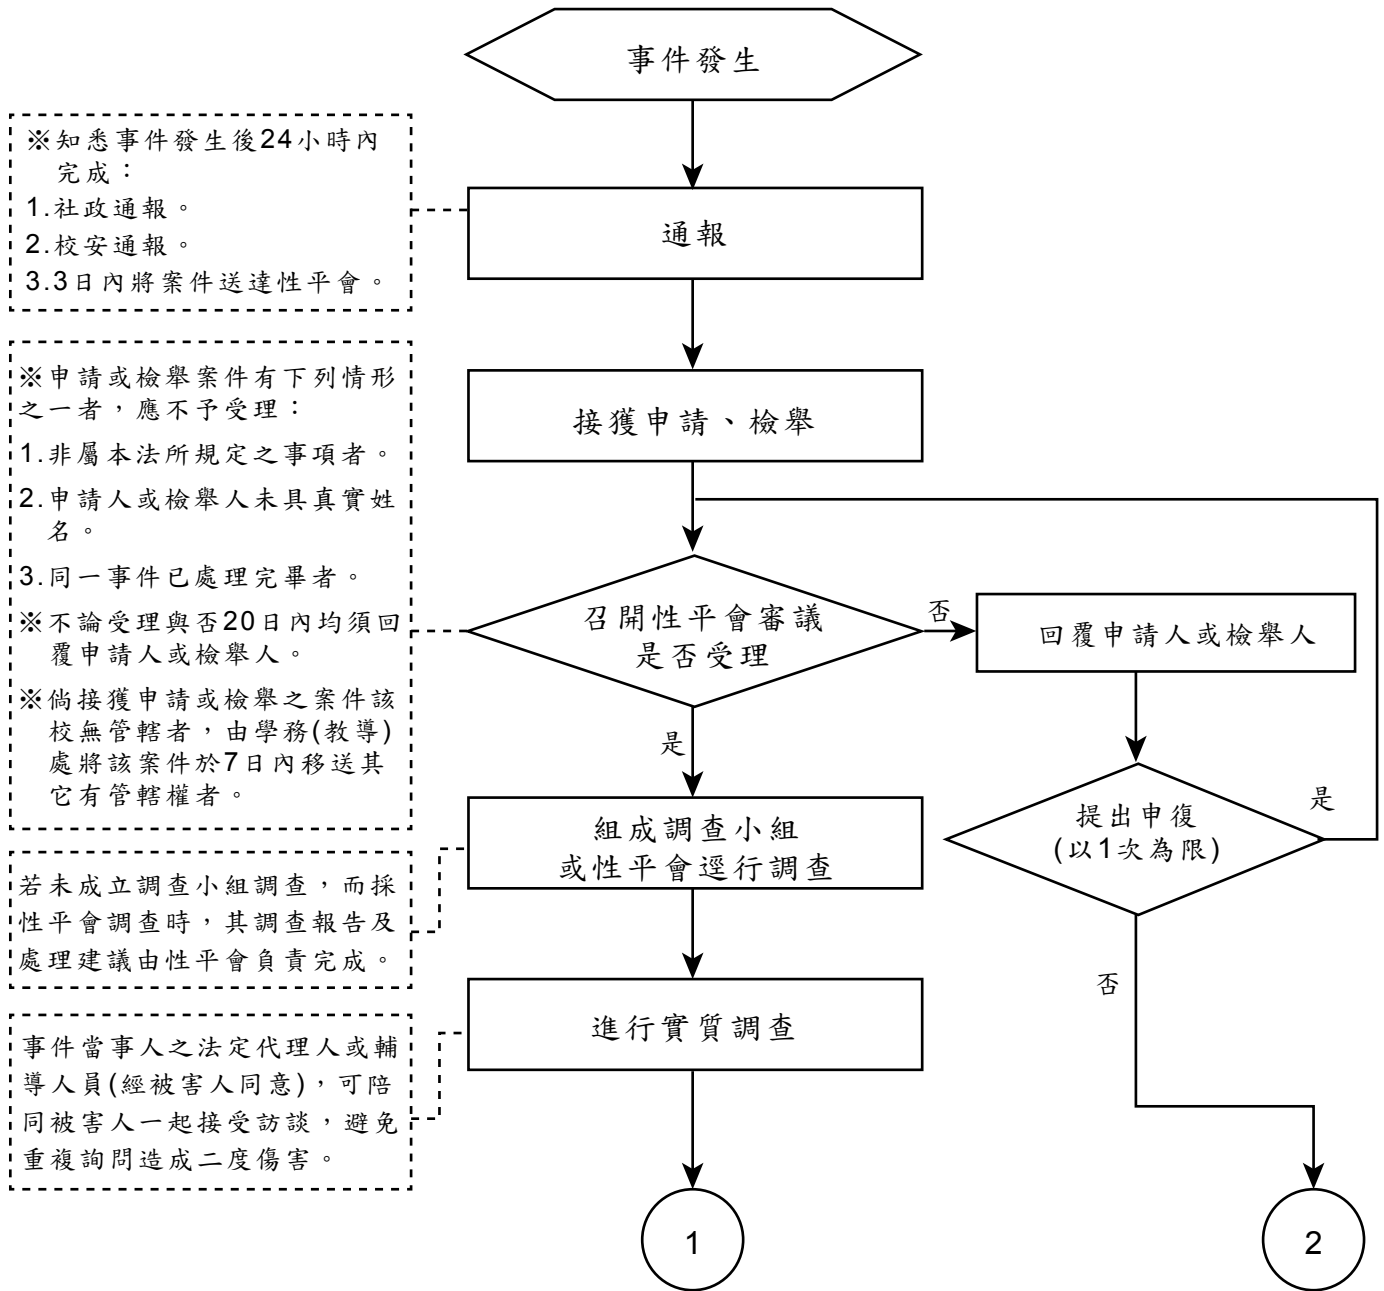 事件發生
※知悉事件發生後24小時內
完成：
1.社政通報。
2.校安通報。
3.3日內將案件送達性平會。
通報
※申請或檢舉案件有下列情形
之一者，應不予受理：
1.非屬本法所規定之事項者。
2.申請人或檢舉人未具真實姓
名。
3.同一事件已處理完畢者。
※不論受理與否20日內均須回
覆申請人或檢舉人。
※倘接獲申請或檢舉之案件該
校無管轄者，由學務(教導)
處將該案件於7日內移送其
它有管轄權者。
接獲申請、檢舉
召開性平會審議
是否受理
否
回覆申請人或檢舉人
是
提出申復
(以1次為限)
是
否
組成調查小組
或性平會逕行調查
若未成立調查小組調查，而採
性平會調查時，其調查報告及
處理建議由性平會負責完成。
進行實質調查
事件當事人之法定代理人或輔
導人員(經被害人同意)，可陪
同被害人一起接受訪談，避免
重複詢問造成二度傷害。
1
2